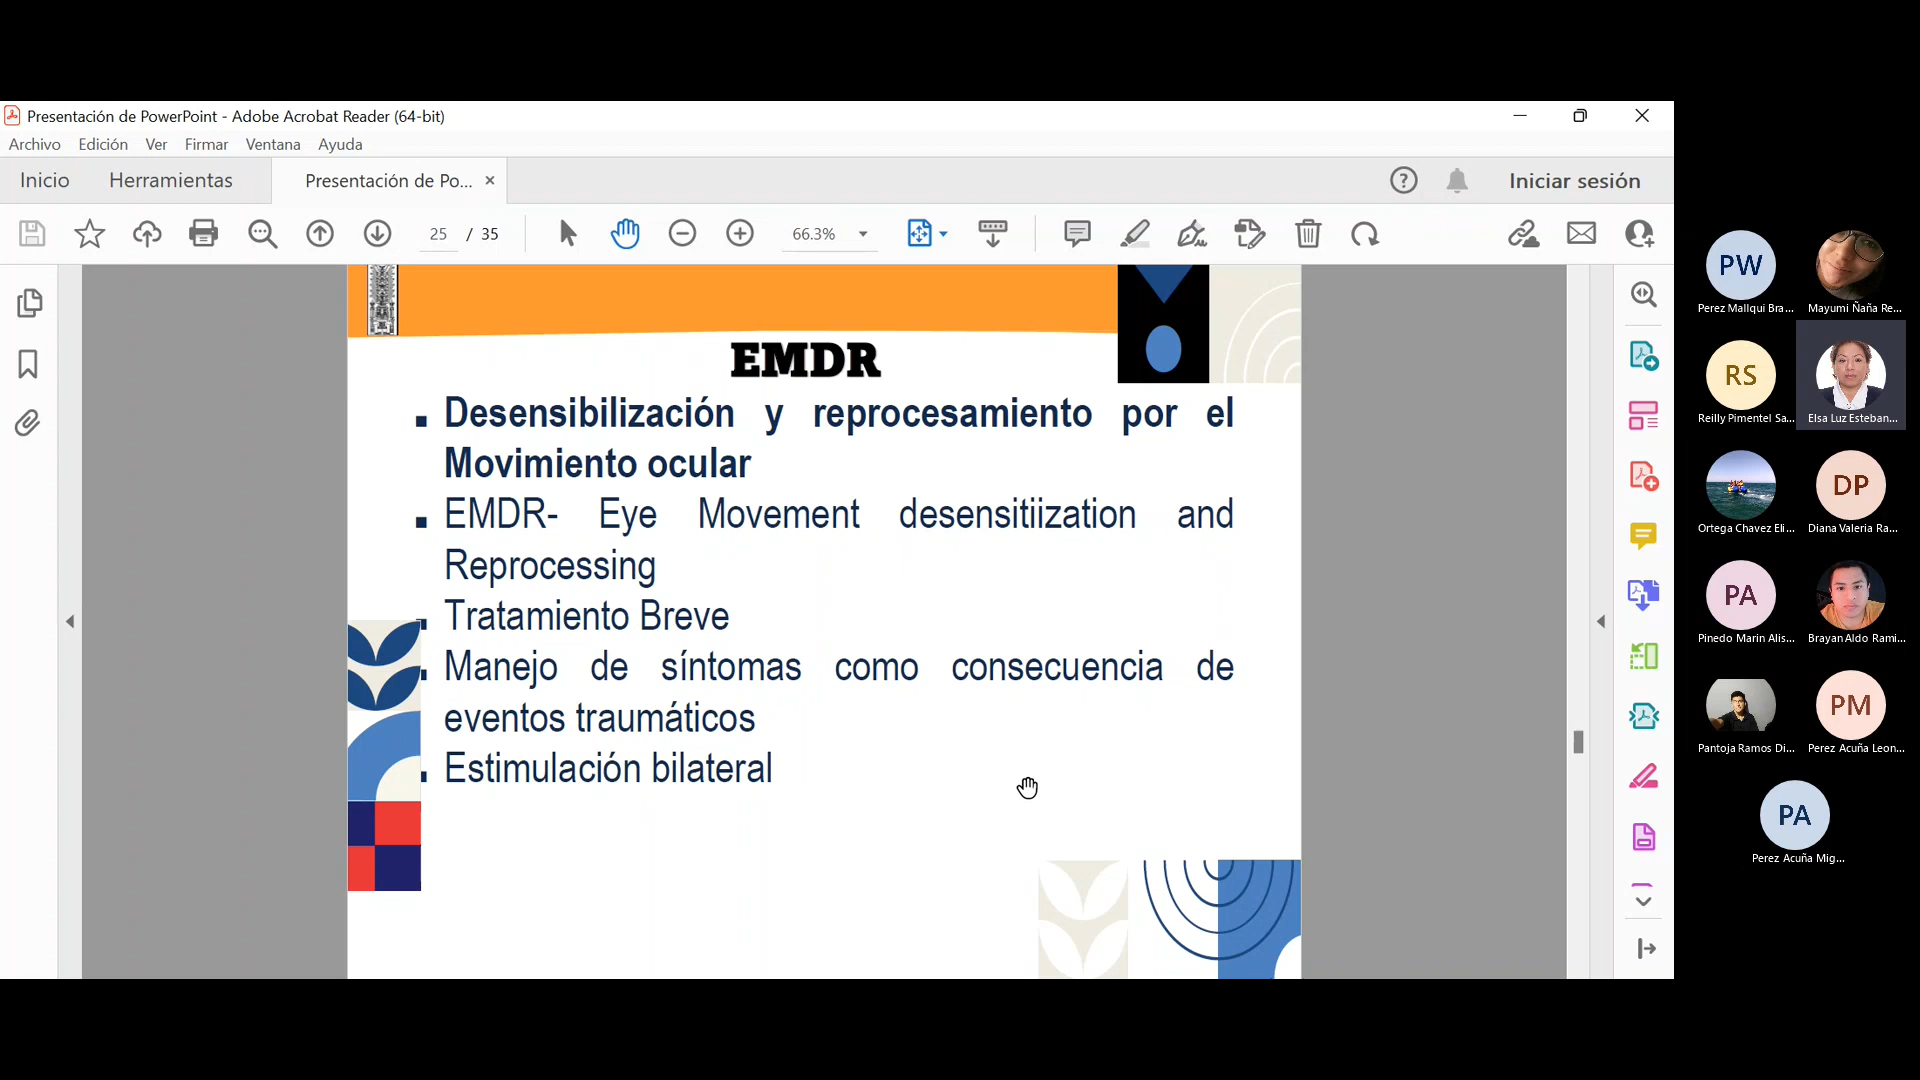 Presentación de PowerPoint - Adobe Acrobat Reader (64-bit)
Archivo Edición Ver Firmar Ventana Ayuda
Inicio Herramientas Presentación de Po... Iniciar sesión
25 / 35 66.3%
EMDR
Desensibilización y reprocesamiento por el
Movimiento ocular
EMDR- Eye Movement desensitiization and
Reprocessing
Tratamiento Breve
Manejo de síntomas como consecuencia de
eventos traumáticos
Estimulación bilateral
PW
Perez Mallqui Bra... Mayumi Ñaña Re...
RS
Reilly Pimentel Sa... Elsa Luz Esteban...
DP
Ortega Chavez Eli... Diana Valeria Ra...
PA
Pinedo Marin Alis... Brayan Aldo Rami...
PM
Pantoja Ramos Di... Perez Acuña Leon...
PA
Perez Acuña Mig...